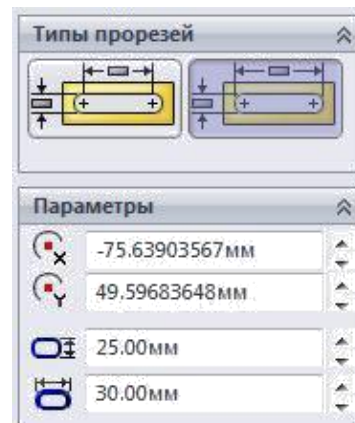 Типы прорезей
Параметры
-75.63903567мм
49.59683648мм
25.00мм
30.00мм